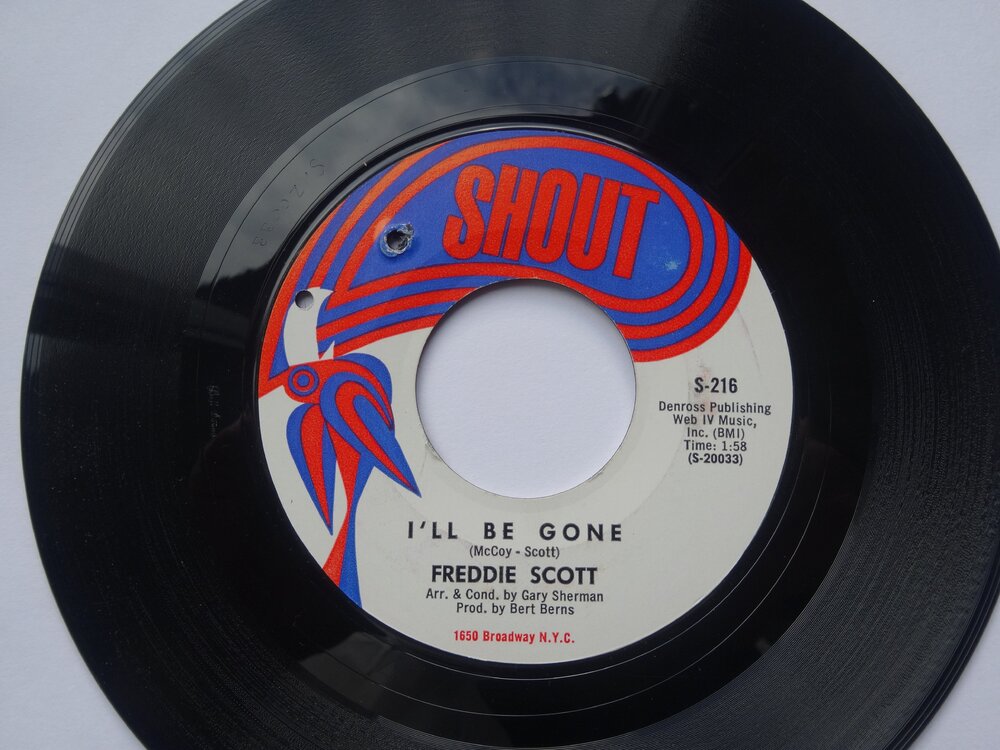 SHOUT
S-216
Denross Publishing
Web IV Music,
Inc. (BMI)
Time: 1:58
(S-20033)
I'LL BE GONE
(McCoy - Scott)
FREDDIE SCOTT
Arr. & Cond. by Gary Sherman
Prod. by Bert Berns
1650 Broadway N.Y.C.